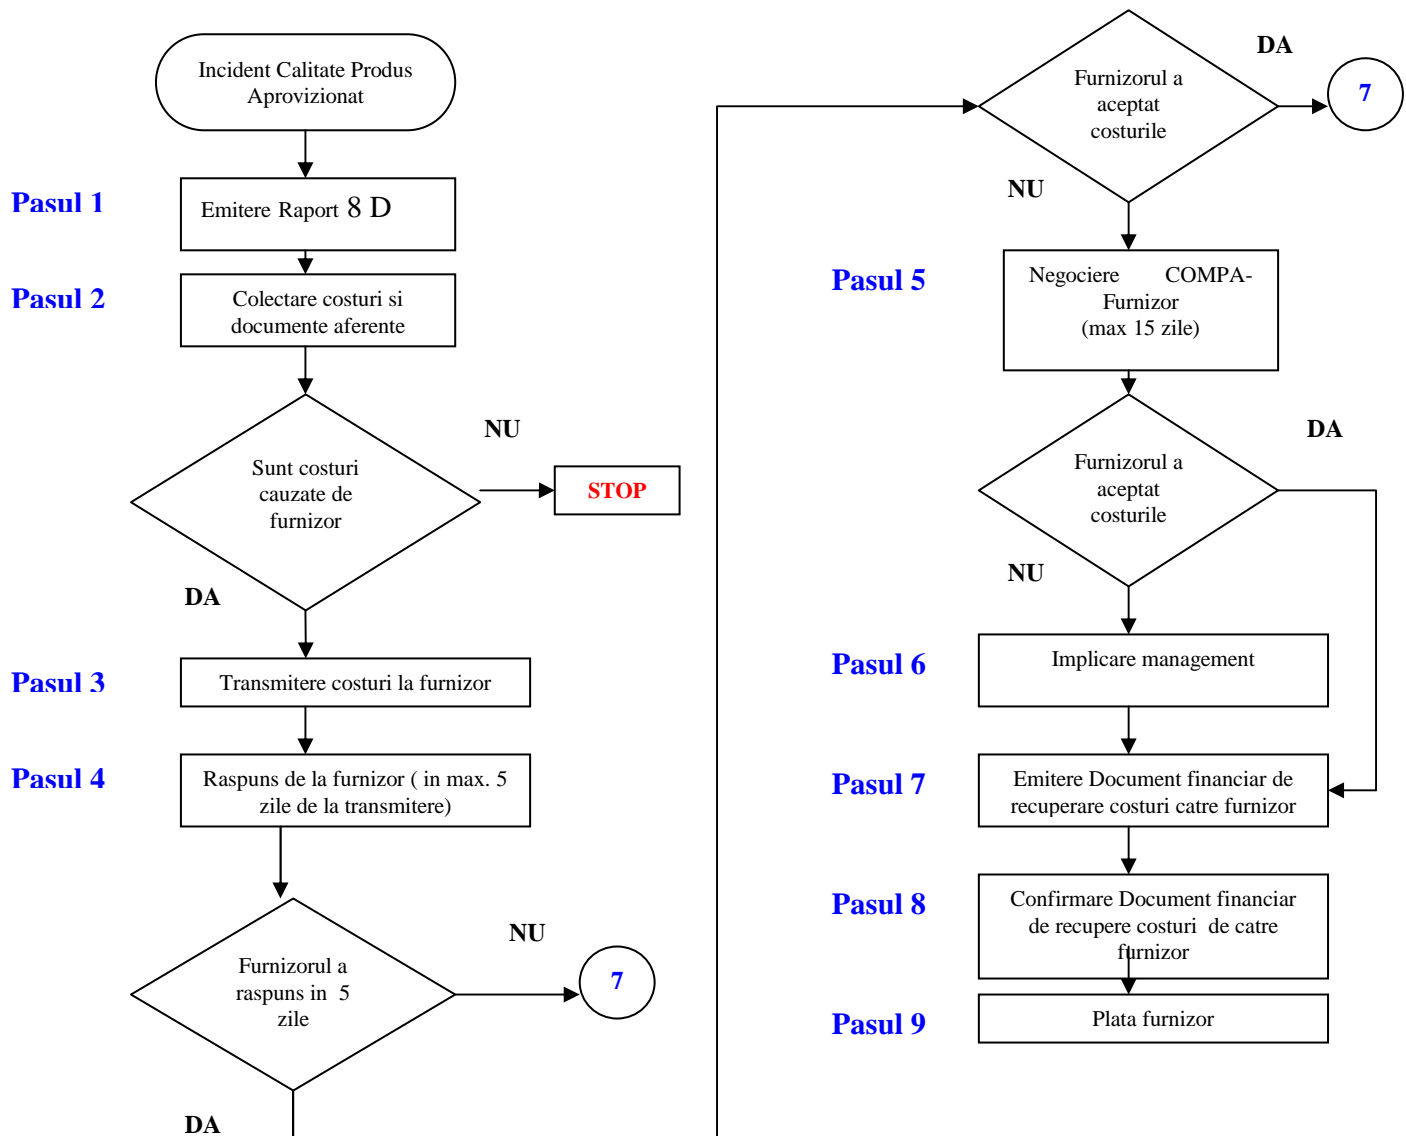 Incident Calitate Produs
Aprovizionat
Pasul 1
Emitere Raport 8 D
Pasul 2
Colectare costuri si
documente aferente
NU
Sunt costuri
cauzate de
furnizor
STOP
DA
Pasul 3
Transmitere costuri la furnizor
Pasul 4
Raspuns de la furnizor ( in max. 5
zile de la transmitere)
NU
Furnizorul a
raspuns in 5
zile
7
DA
DA
Furnizorul a
aceptat
costurile
7
NU
Pasul 5
Negociere COMPA-
Furnizor
(max 15 zile)
DA
Furnizorul a
aceptat
costurile
NU
Pasul 6
Implicare management
Pasul 7
Emitere Document financiar de
recuperare costuri catre furnizor
Pasul 8
Confirmare Document financiar
de recupere costuri de catre
furnizor
Pasul 9
Plata furnizor